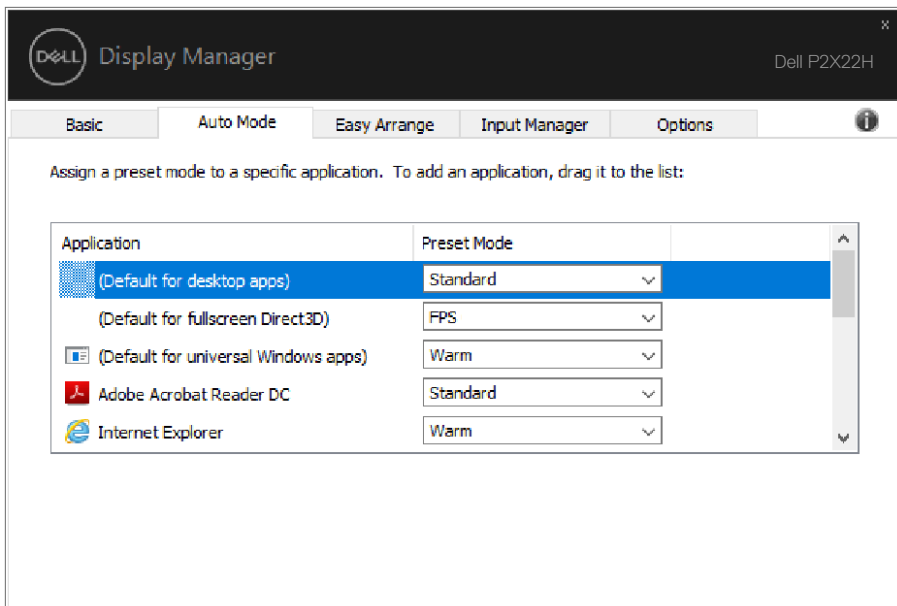 x
DELL Display Manager
Dell P2X22H
Basic Auto Mode Easy Arrange Input Manager Options
Assign a preset mode to a specific application. To add an application, drag it to the list:
Application Preset Mode
(Default for desktop apps) Standard
(Default for fullscreen Direct3D) FPS
(Default for universal Windows apps) Warm
Adobe Acrobat Reader DC Standard
Internet Explorer Warm